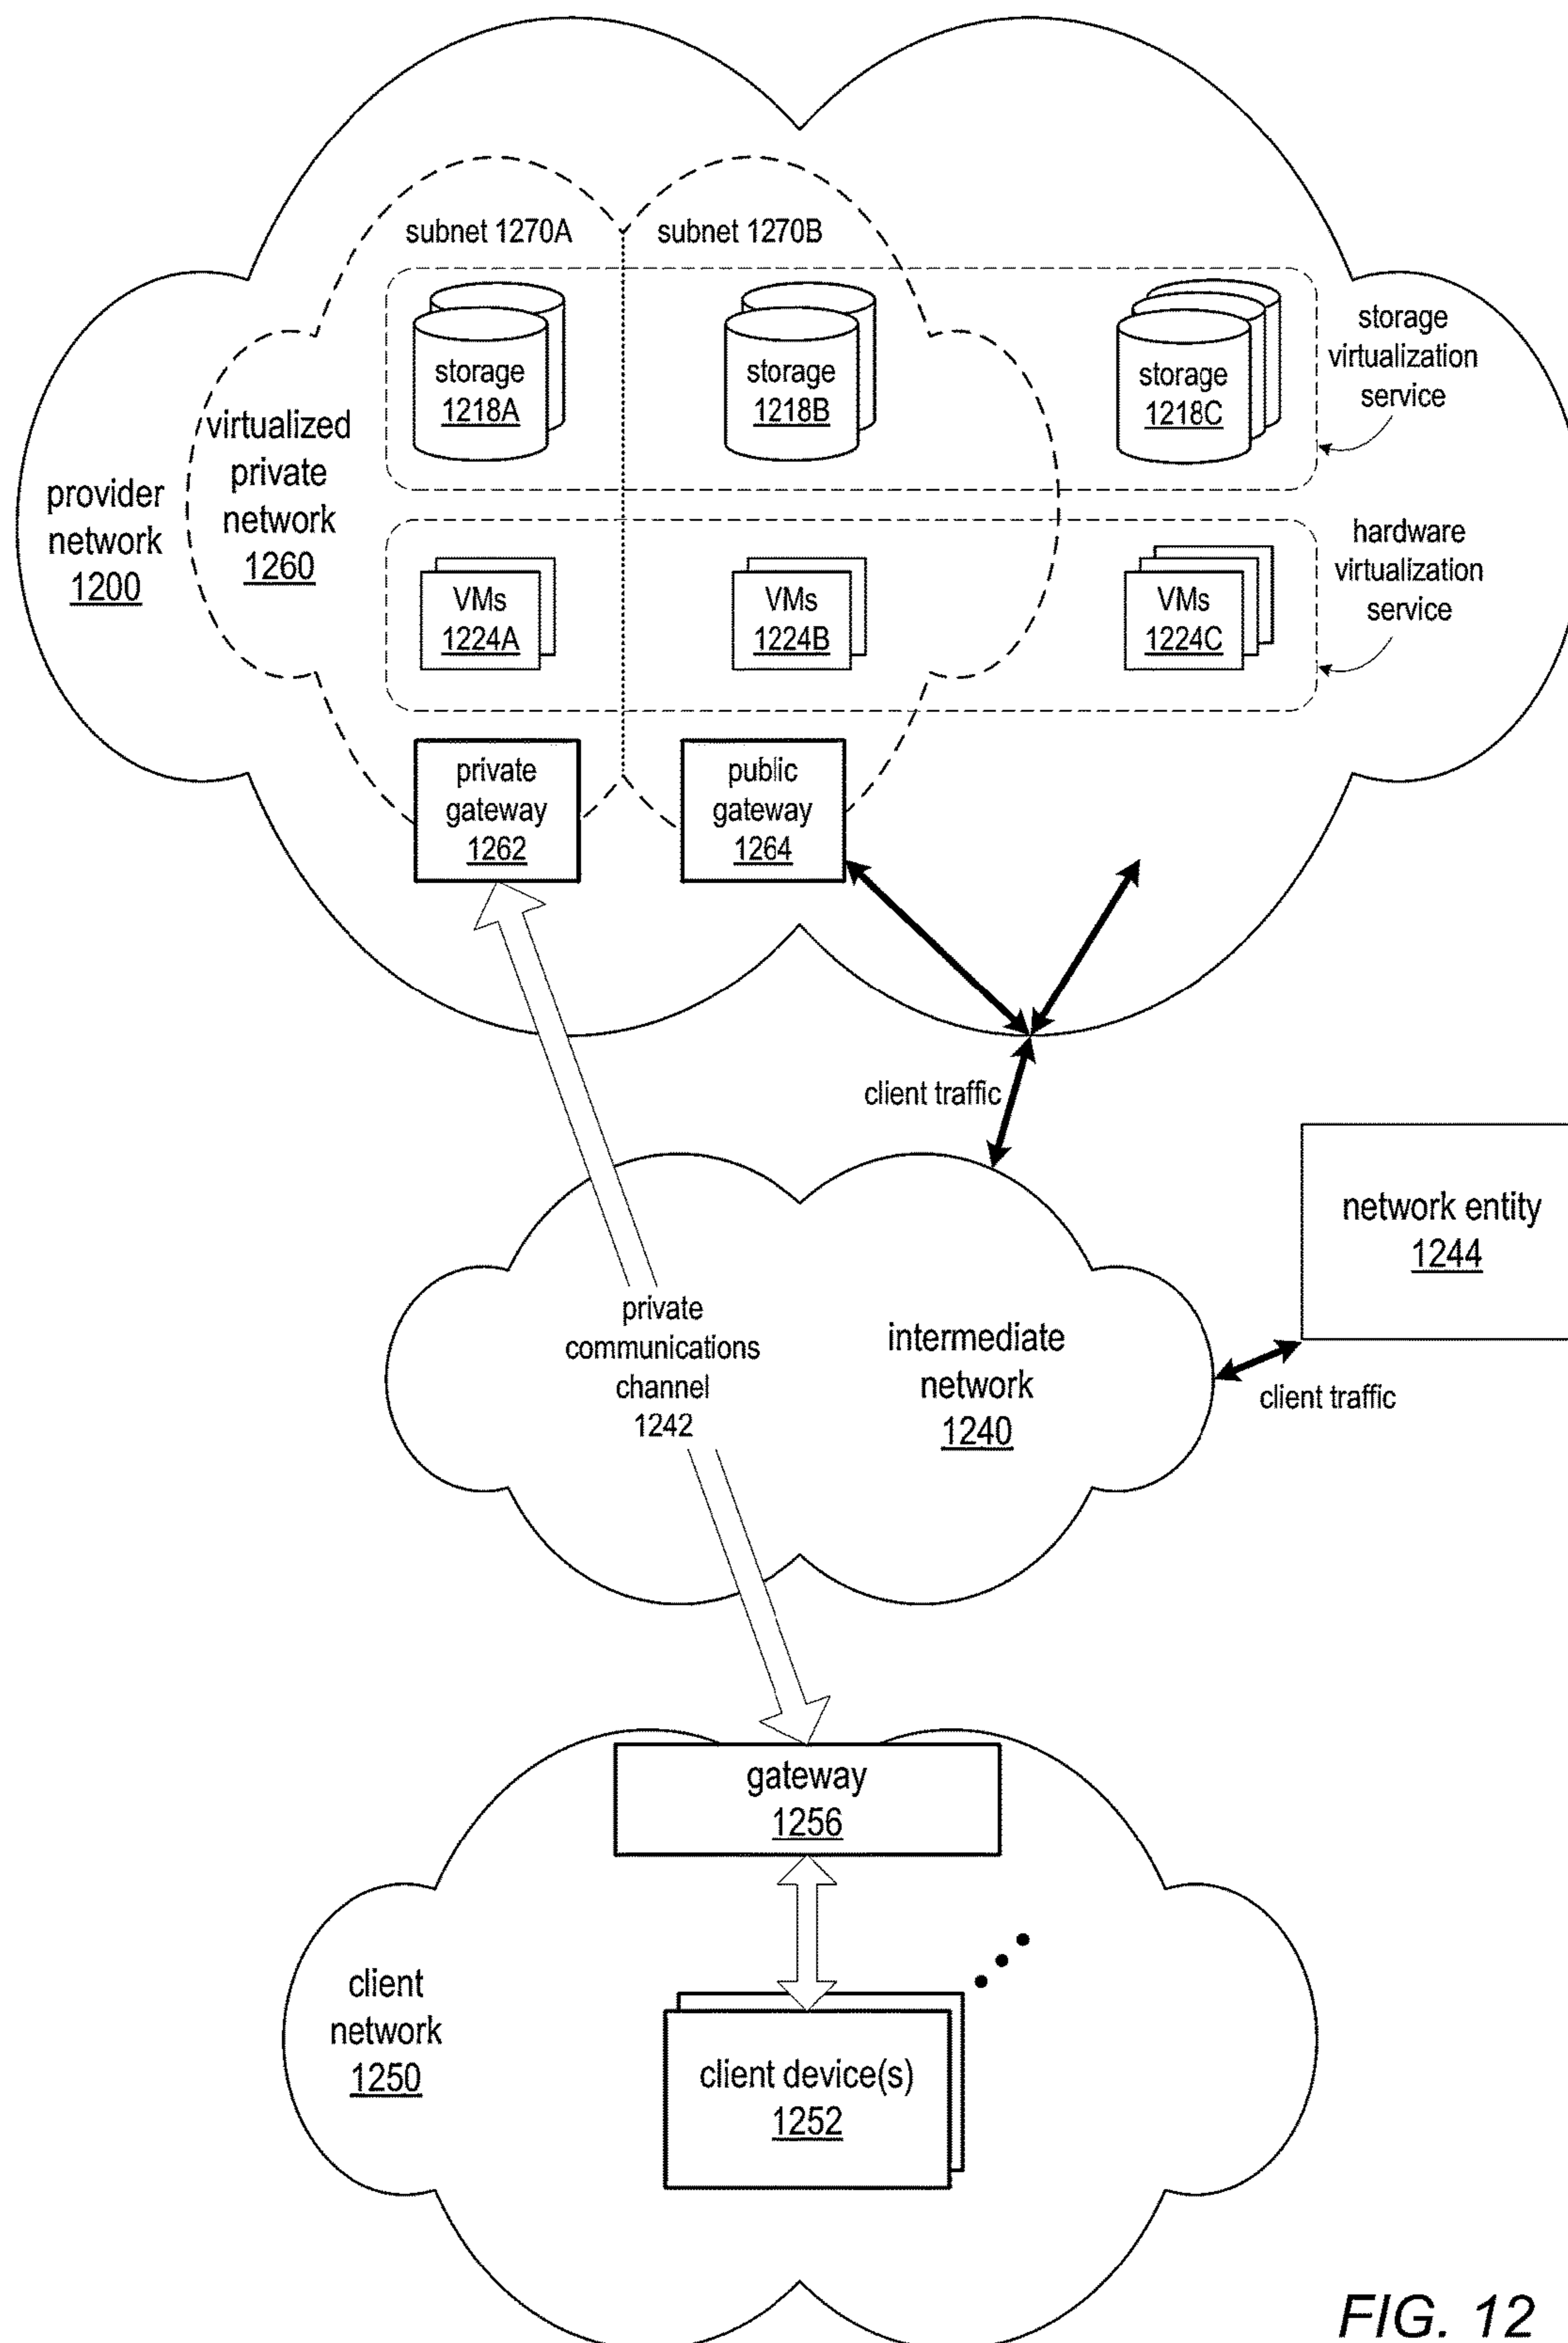 subnet 1270A
subnet 1270B
storage
1218A
storage
1218B
storage
1218C
storage
virtualization
service
provider
network
1200
virtualized
private
network
1260
VMs
1224A
VMs
1224B
VMs
1224C
hardware
virtualization
service
private
gateway
1262
public
gateway
1264
client traffic
network entity
1244
private
communications
channel
1242
intermediate
network
1240
client traffic
gateway
1256
client
network
1250
client device(s)
1252
FIG. 12